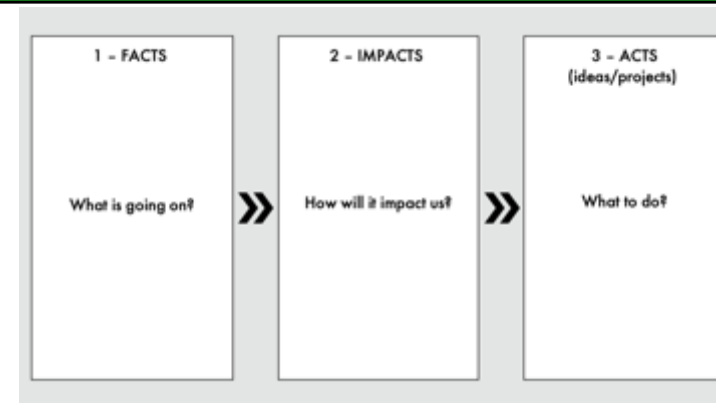 1 – FACTS
What is going on?
2 – IMPACTS
How will it impact us?
3 – ACTS
(ideas/projects)
What to do?